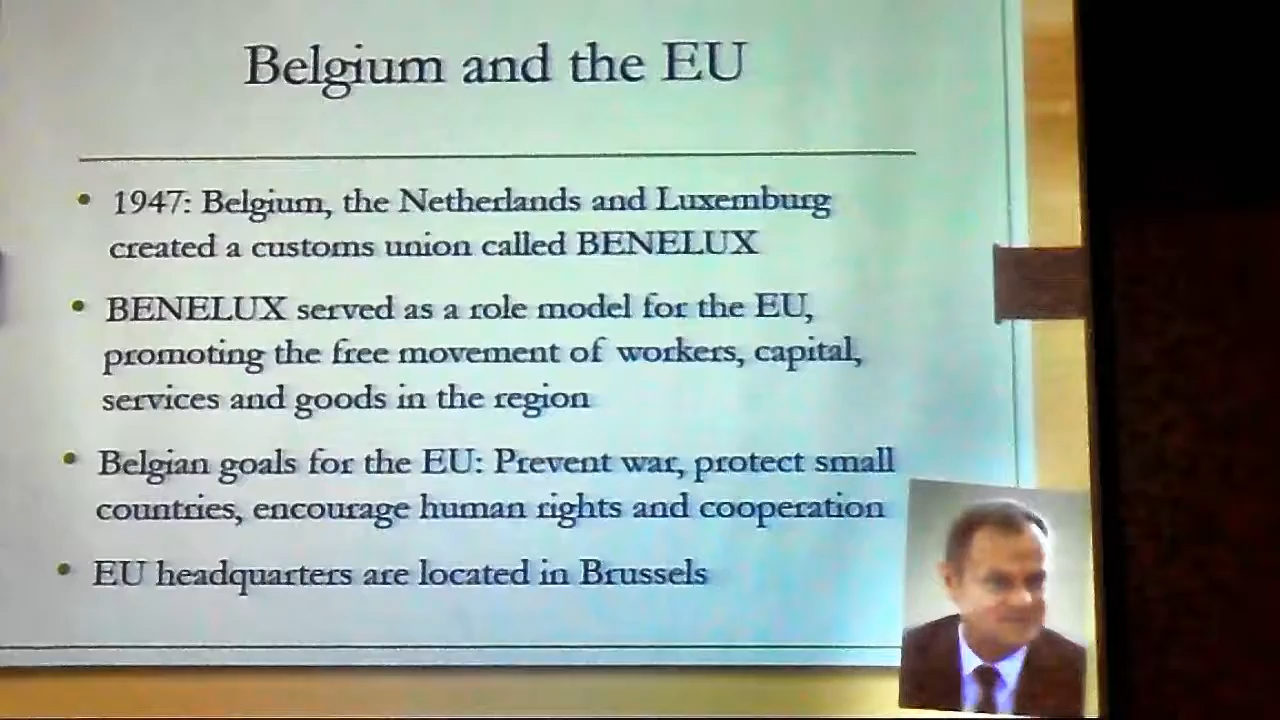 Belgium and the EU
• 1947: Belgium, the Netherlands and Luxemburg
created a customs union called BENELUX
• BENELUX served as a role model for the EU,
promoting the free movement of workers, capital,
services and goods in the region
• Belgian goals for the EU: Prevent war, protect small
countries, encourage human rights and cooperation
• EU headquarters are located in Brussels